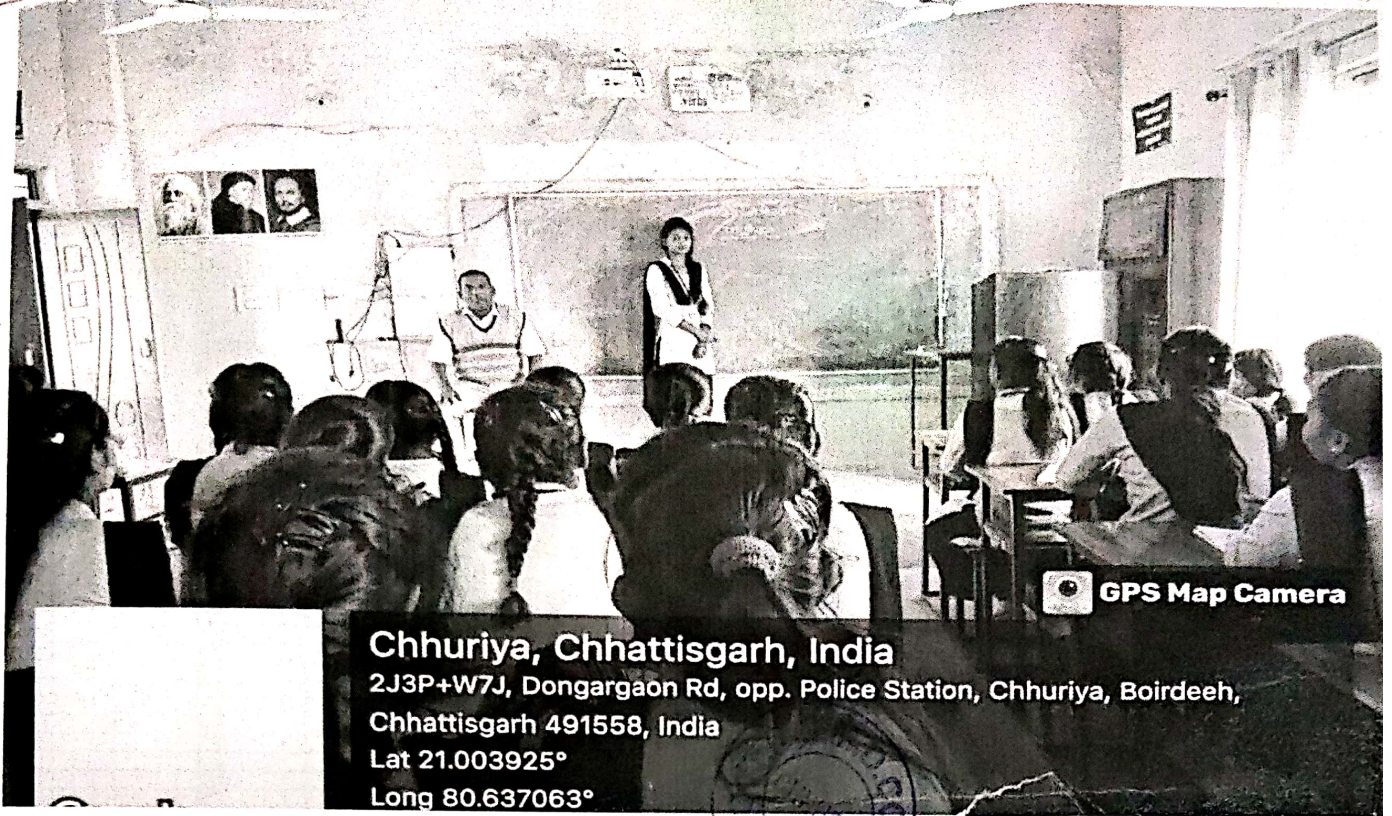 verbs
GPS Map Camera
Chhuriya, Chhattisgarh, India
2J3P+W7J, Dongargaon Rd, opp. Police Station, Chhuriya, Boirdeeh,
Chhattisgarh 491558, India
Lat 21.003925°
Long 80.637063°